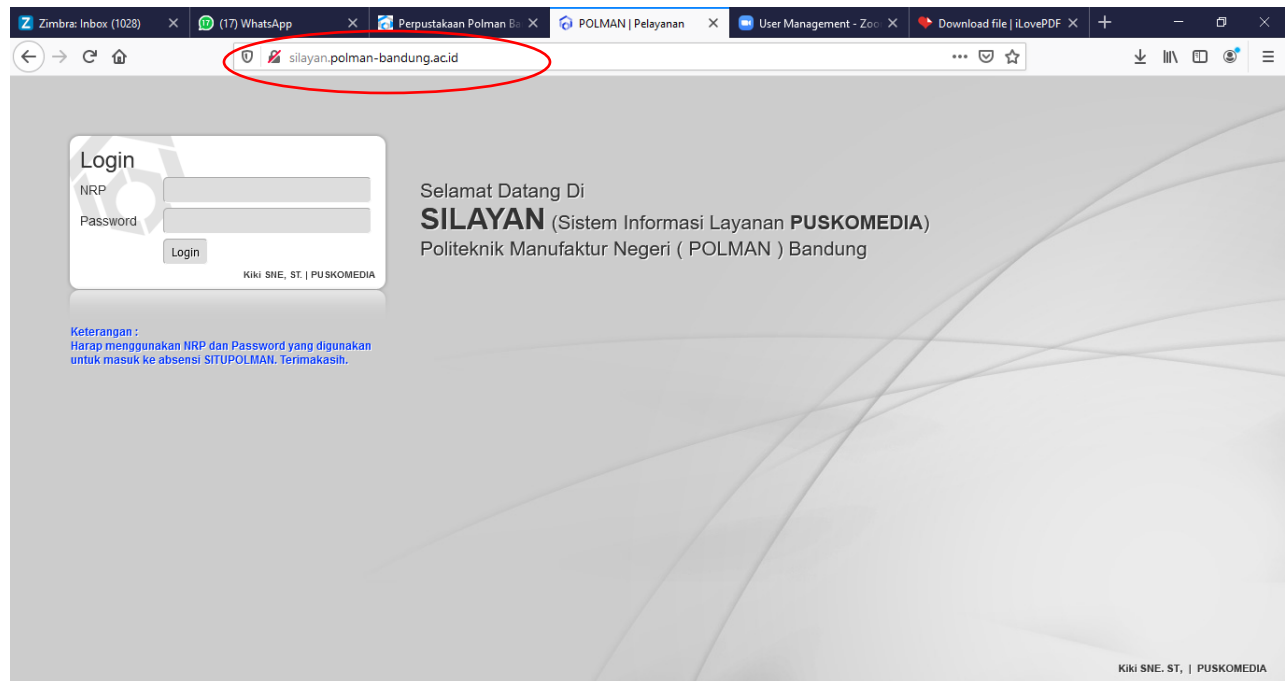 Zimbra: Inbox (1028)
(17) WhatsApp
Perpustakaan Polman Ba
POLMAN | Pelayanan
User Management - Zoo
Download file | iLovePDF
silayan.polman-bandung.ac.id
Login
NRP
Password
Login
Kiki SNE, ST. | PUSKOMEDIA
Keterangan :
Harap menggunakan NRP dan Password yang digunakan
untuk masuk ke absensi SITUPOLMAN. Terimakasih.
Selamat Datang Di
SILAYAN (Sistem Informasi Layanan PUSKOMEDIA)
Politeknik Manufaktur Negeri ( POLMAN ) Bandung
Kiki SNE. ST, | PUSKOMEDIA